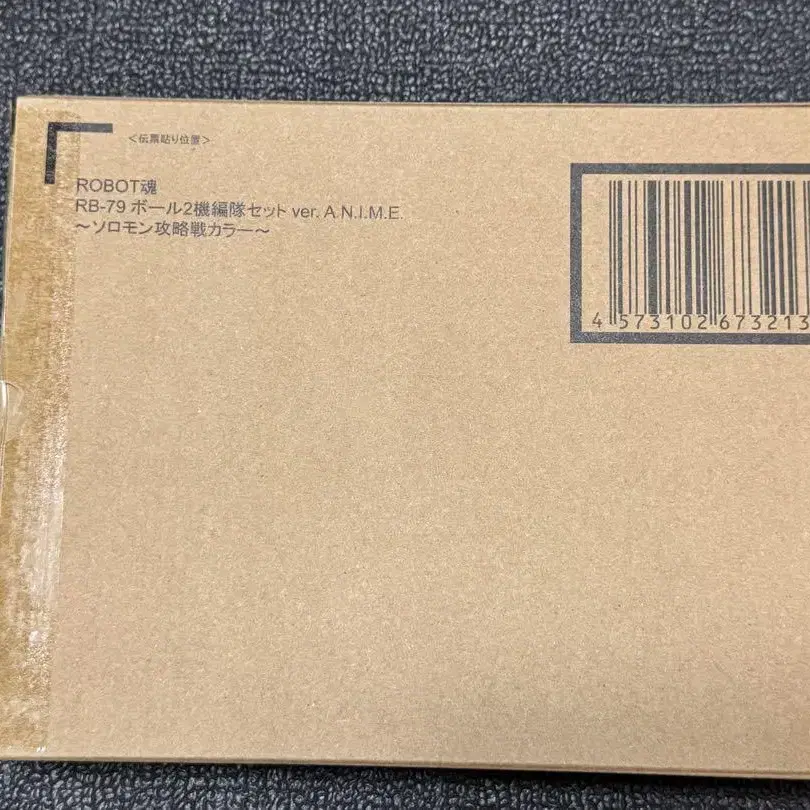 ＜伝票貼り位置＞
ROBOT魂
RB-79 ボール2機編隊セット ver. A.N.I.M.E.
～ソロモン攻略戦カラー～
4 573102 673213